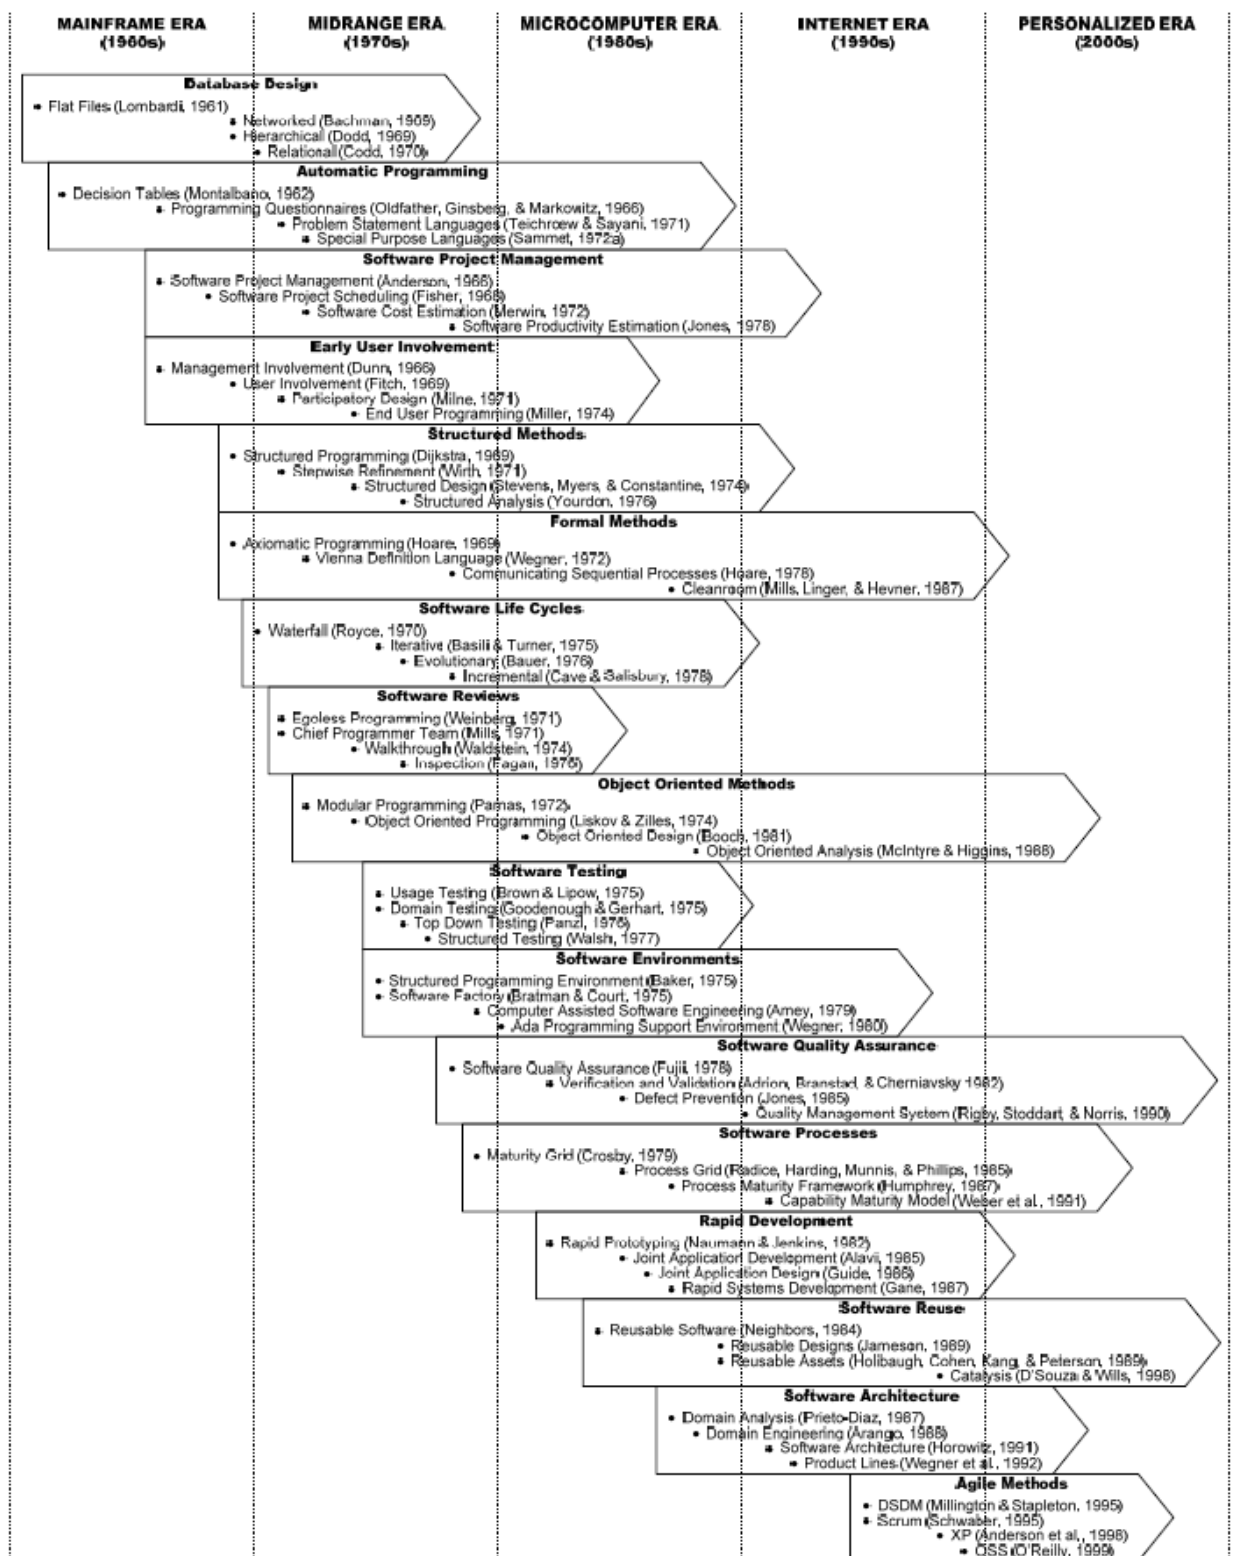 MAINFRAME ERA MIDRANGE ERA MICROCOMPUTER ERA INTERNET ERA PERSONALIZED ERA
(1960s) (1970s) (1980s) (1990s) (2000s)
Database Design
• Flat Files (Lombardi, 1961)
• Networked (Bachman, 1969)
• Hierarchical (Dodd, 1969)
• Relational (Codd, 1970)
Automatic Programming
• Decision Tables (Montalbano, 1962)
• Programming Questionnaires (Oldfather, Ginsberg, & Markowitz, 1966)
• Problem Statement Languages (Teichroew & Sayani, 1971)
• Special Purpose Languages (Sammet, 1972a)
Software Project Management
• Software Project Management (Anderson, 1966)
• Software Project Scheduling (Fisher, 1968)
• Software Cost Estimation (Merwin, 1972)
• Software Productivity Estimation (Jones, 1978)
Early User Involvement
• Management Involvement (Dunn, 1966)
• User Involvement (Fitch, 1969)
• Participatory Design (Milne, 1971)
• End User Programming (Miller, 1974)
Structured Methods
• Structured Programming (Dijkstra, 1969)
• Stepwise Refinement (Wirth, 1971)
• Structured Design (Stevens, Myers, & Constantine, 1974)
• Structured Analysis (Yourdon, 1976)
Formal Methods
• Axiomatic Programming (Hoare, 1969)
• Vienna Definition Language (Wegner, 1972)
• Communicating Sequential Processes (Hoare, 1978)
• Cleanroom (Mills, Linger, & Hevner, 1987)
Software Life Cycles
• Waterfall (Royce, 1970)
• Iterative (Basili & Turner, 1975)
• Evolutionary (Bauer, 1976)
• Incremental (Cave & Salisbury, 1978)
Software Reviews
• Egoless Programming (Weinberg, 1971)
• Chief Programmer Team (Mills, 1971)
• Walkthrough (Waldstein, 1974)
• Inspection (Fagan, 1976)
Object Oriented Methods
• Modular Programming (Parnas, 1972)
• Object Oriented Programming (Liskov & Zilles, 1974)
• Object Oriented Design (Booch, 1981)
• Object Oriented Analysis (McIntyre & Higgins, 1988)
Software Testing
• Usage Testing (Brown & Lipow, 1975)
• Domain Testing (Goodenough & Gerhart, 1975)
• Top Down Testing (Panzl, 1976)
• Structured Testing (Walsh, 1977)
Software Environments
• Structured Programming Environment (Baker, 1975)
• Software Factory (Bratman & Court, 1975)
• Computer Assisted Software Engineering (Amey, 1979)
• Ada Programming Support Environment (Wegner, 1980)
Software Quality Assurance
• Software Quality Assurance (Fujii, 1978)
• Verification and Validation (Adrion, Branstad, & Cherniavsky 1982)
• Defect Prevention (Jones, 1985)
• Quality Management System (Rigby, Stoddart, & Norris, 1990)
Software Processes
• Maturity Grid (Crosby, 1979)
• Process Grid (Radice, Harding, Munnis, & Phillips, 1985)
• Process Maturity Framework (Humphrey, 1987)
• Capability Maturity Model (Weber et al., 1991)
Rapid Development
• Rapid Prototyping (Naumann & Jenkins, 1982)
• Joint Application Development (Alavi, 1985)
• Joint Application Design (Guide, 1986)
• Rapid Systems Development (Gane, 1987)
Software Reuse
• Reusable Software (Neighbors, 1984)
• Reusable Designs (Jameson, 1989)
• Reusable Assets (Holibaugh, Cohen, Kang, & Peterson, 1989)
• Catalysis (D'Souza & Wills, 1998)
Software Architecture
• Domain Analysis (Prieto-Diaz, 1987)
• Domain Engineering (Arango, 1988)
• Software Architecture (Horowitz, 1991)
• Product Lines (Wegner et al., 1992)
Agile Methods
• DSDM (Millington & Stapleton, 1995)
• Scrum (Schwaber, 1995)
• XP (Anderson et al., 1998)
• OSS (O'Reilly, 1999)